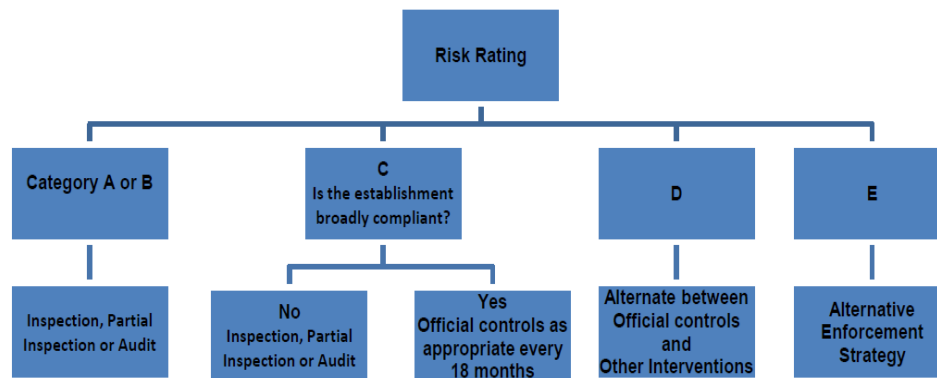 Risk Rating
Category A or B
C
Is the establishment
broadly compliant?
D
E
Inspection, Partial
Inspection or Audit
No
Inspection, Partial
Inspection or Audit
Yes
Official controls as
appropriate every
18 months
Alternate between
Official controls
and
Other Interventions
Alternative
Enforcement
Strategy